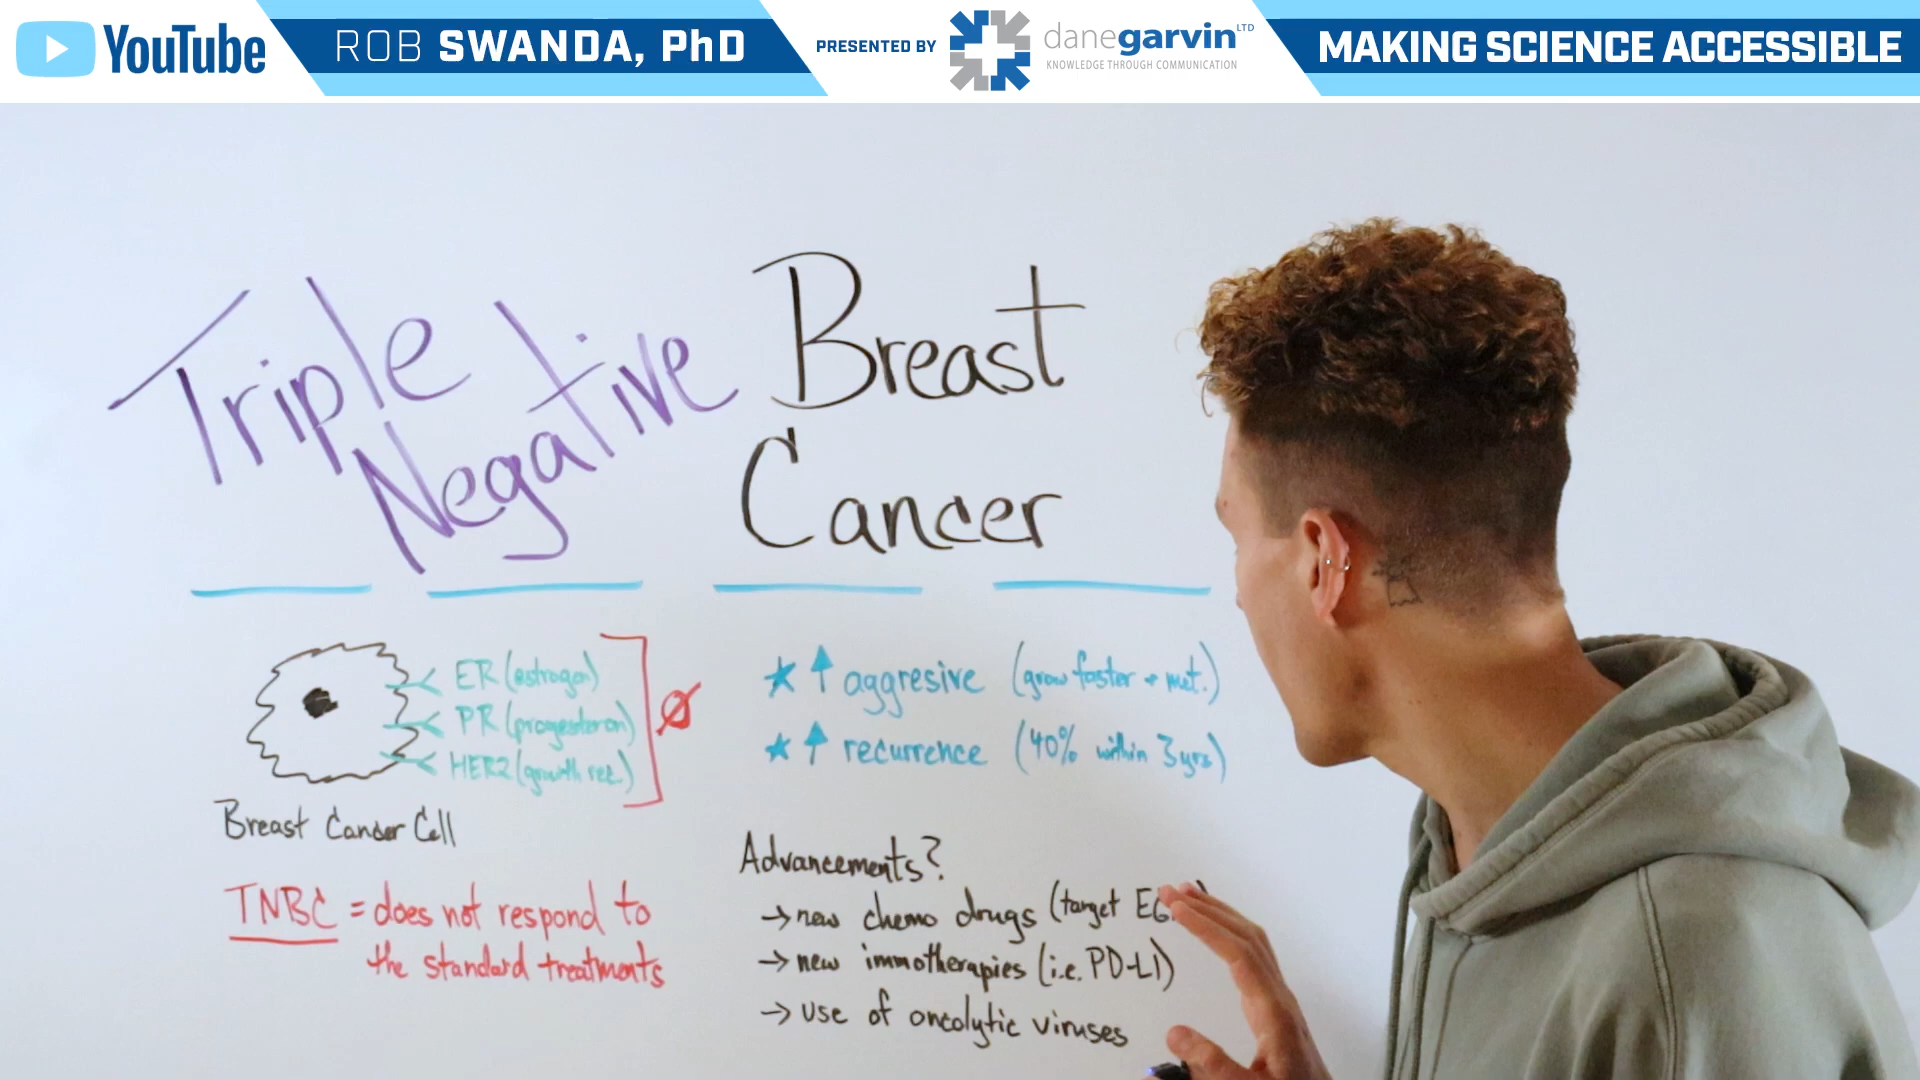 YouTube
ROB SWANDA, PhD
PRESENTED BY
danegarvin LTD
KNOWLEDGE THROUGH COMMUNICATION
MAKING SCIENCE ACCESSIBLE
Triple
Negative
Breast
Cancer
ER (estrogen)
PR (progesteron)
HER2 (growth rec.)
Ø
Breast Cancer Cell
TNBC = does not respond to
the standard treatments
★ ↑ aggresive (grow faster + met.)
★ ↑ recurrence (40% within 3yrs)
Advancements?
→ new chemo drugs (target
→ new immotherapies (i.e. PD-L1)
→ use of oncolytic viruses